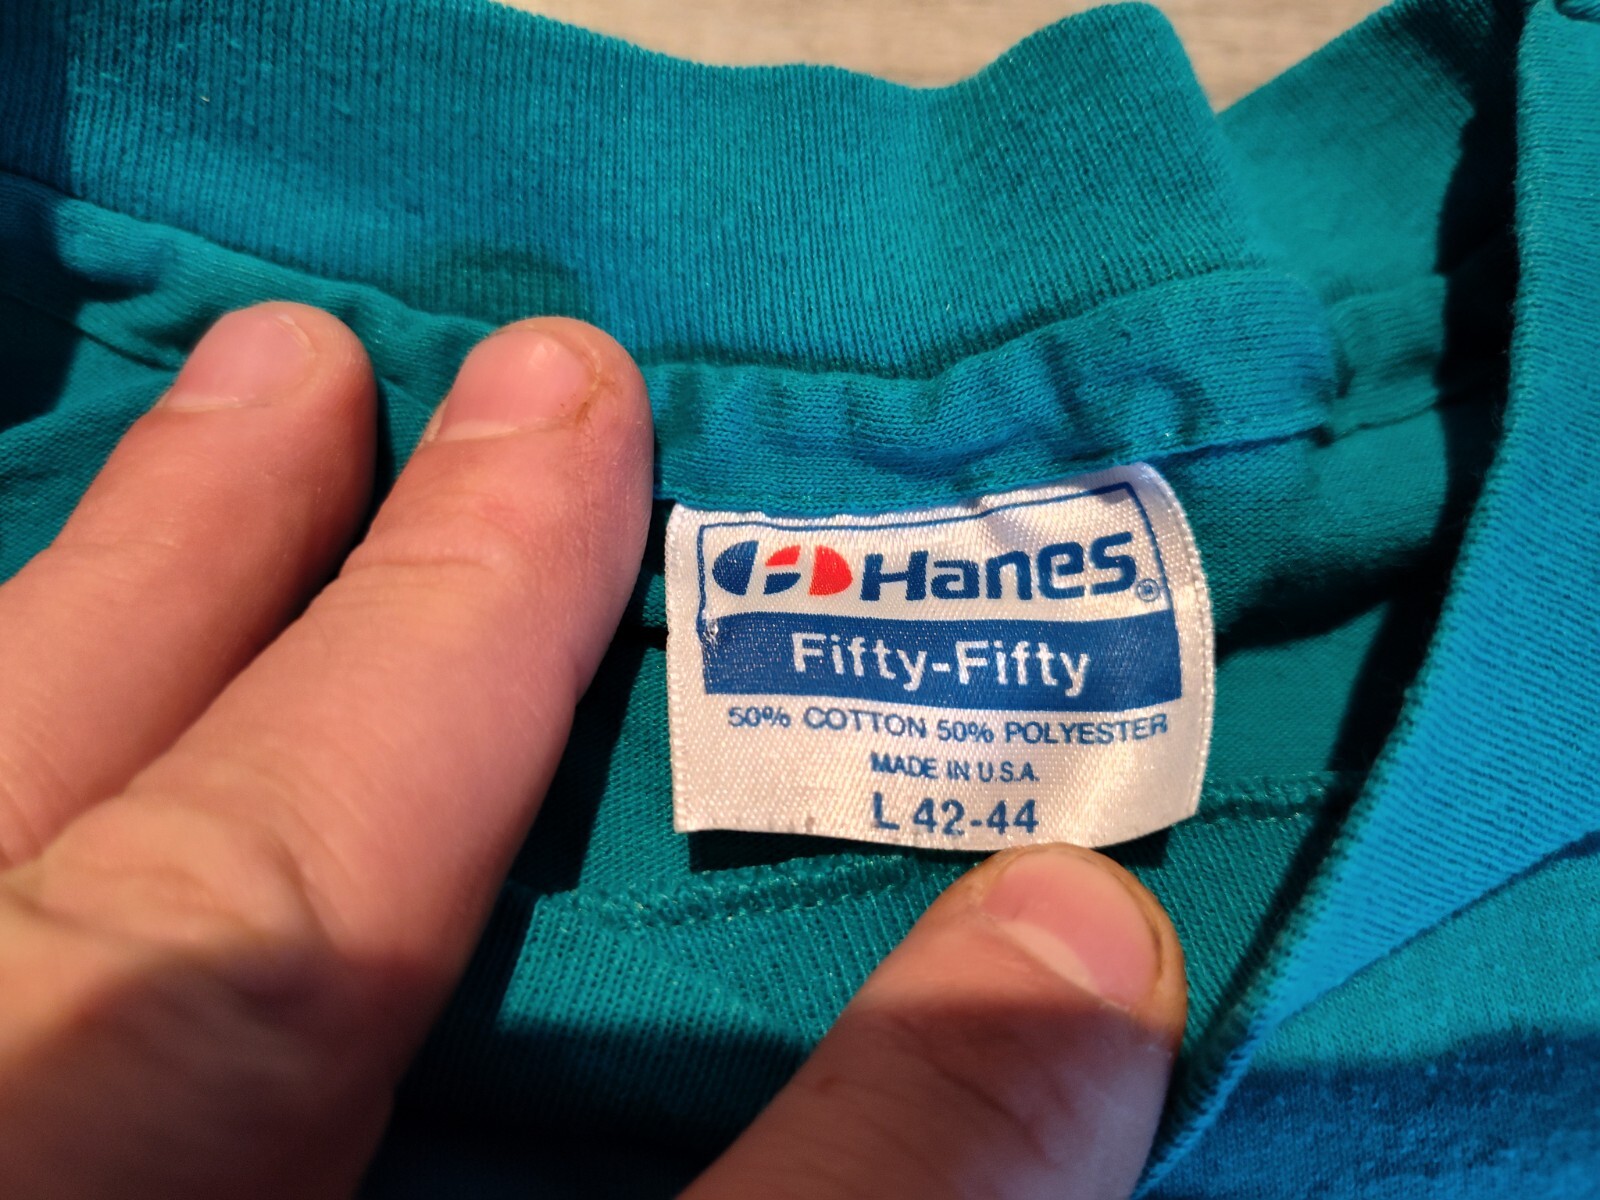 Hanes®
Fifty-Fifty
50% COTTON 50% POLYESTER
MADE IN U.S.A.
L 42-44